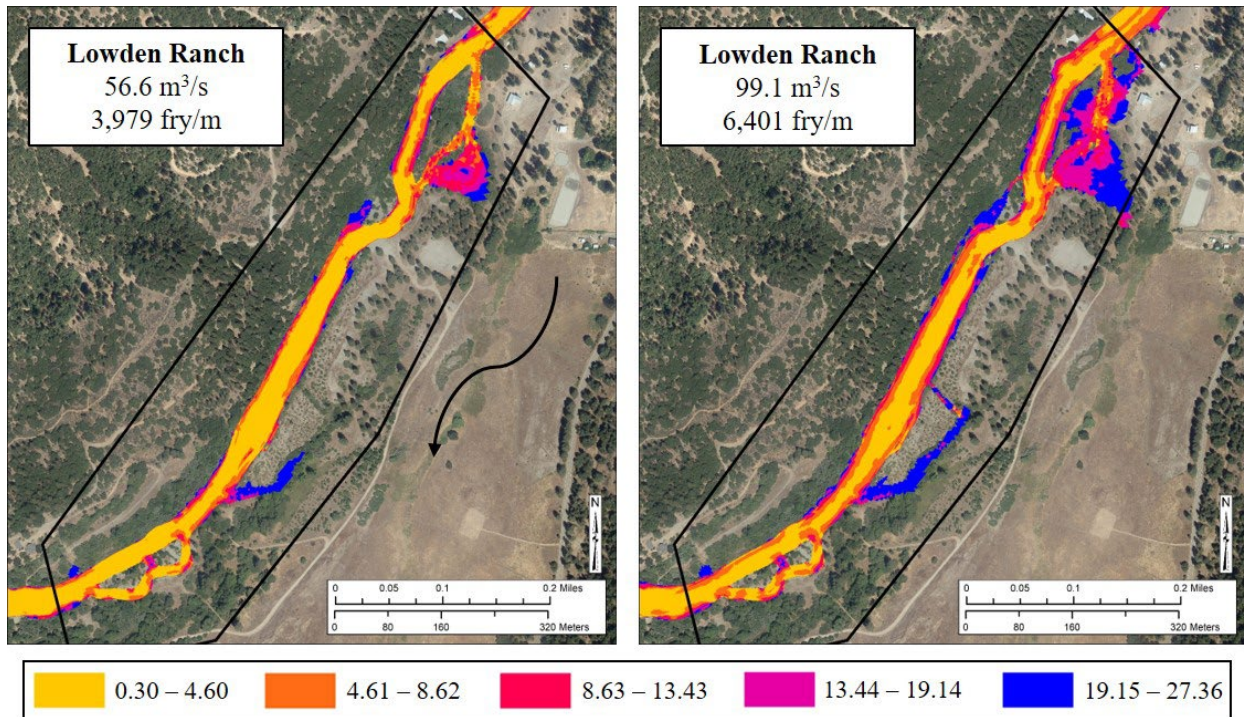 Lowden Ranch
56.6 m³/s
3,979 fry/m
Lowden Ranch
99.1 m³/s
6,401 fry/m
N
0 0.05 0.1 0.2 Miles
0 80 160 320 Meters
N
0 0.05 0.1 0.2 Miles
0 80 160 320 Meters
0.30 – 4.60 4.61 – 8.62 8.63 – 13.43 13.44 – 19.14 19.15 – 27.36